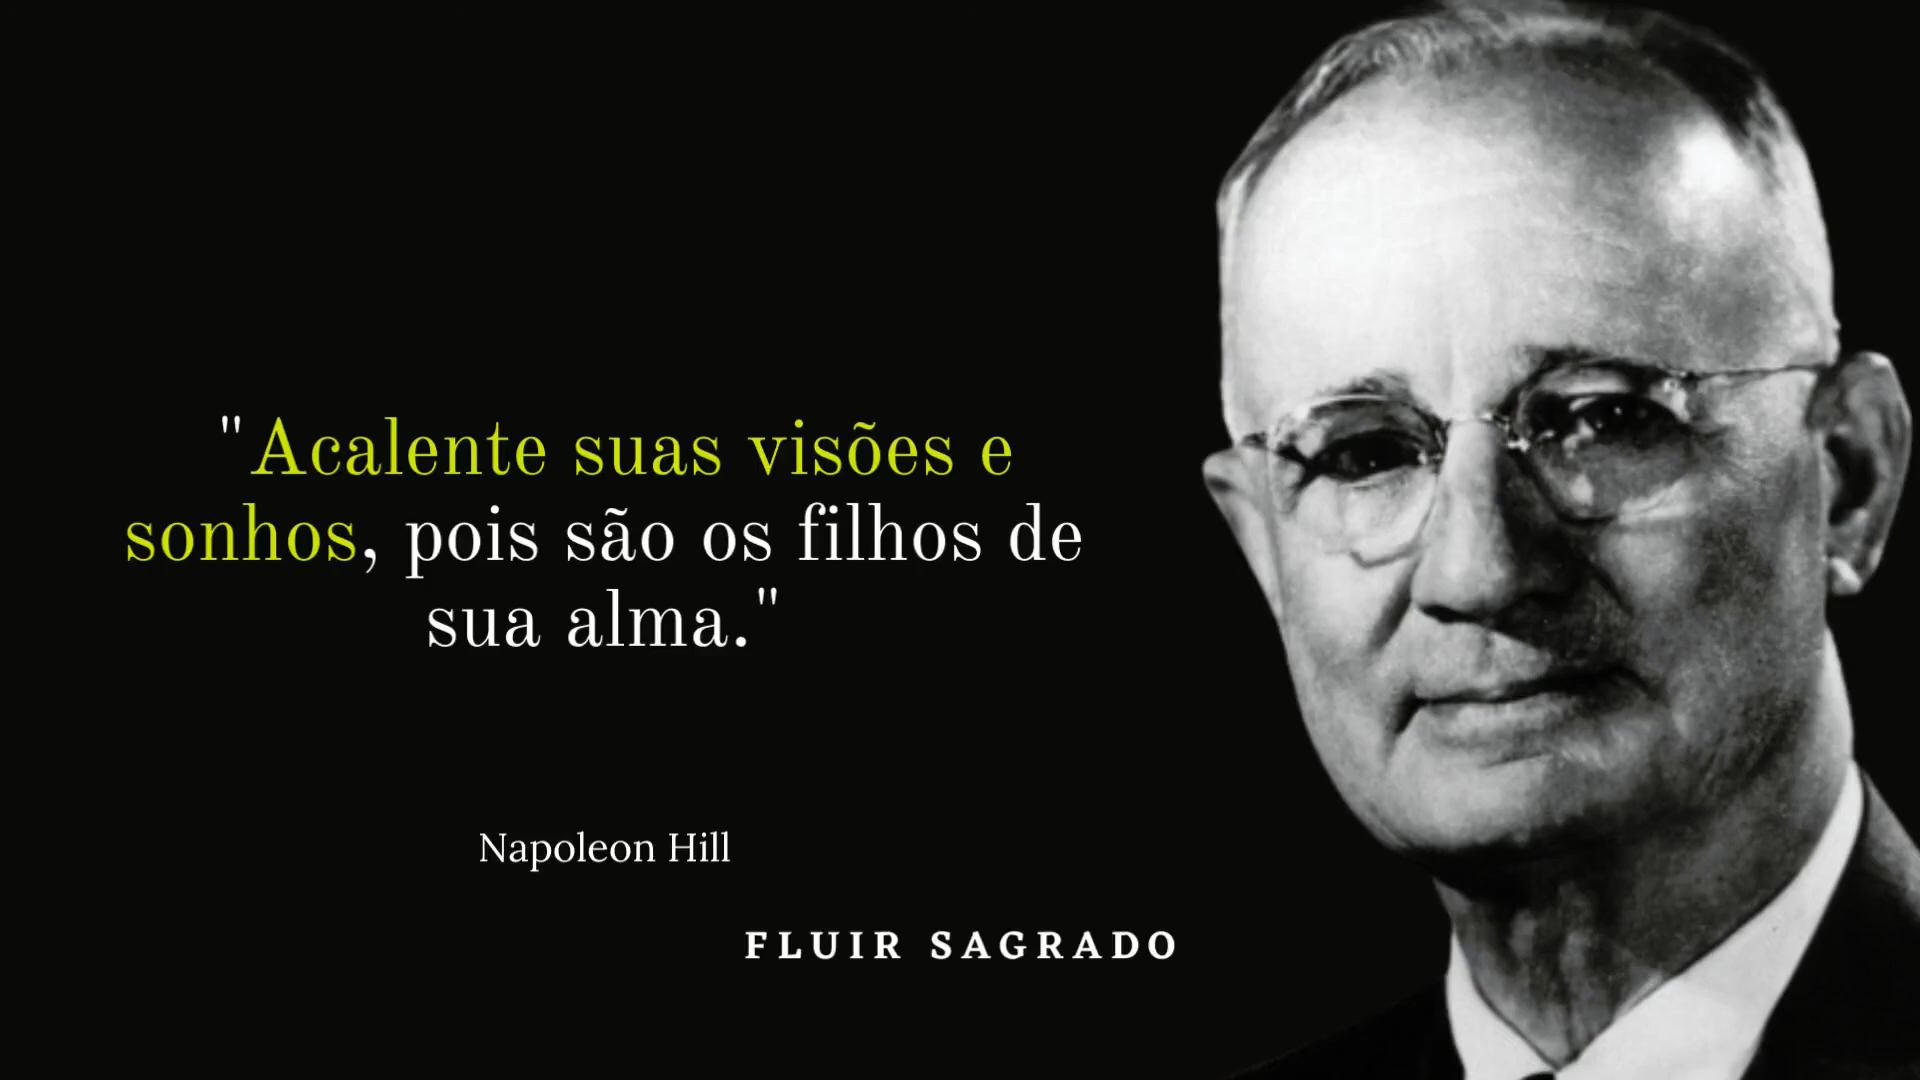 "Acalente suas visões e
sonhos, pois são os filhos de
sua alma."
Napoleon Hill
FLUIR SAGRADO